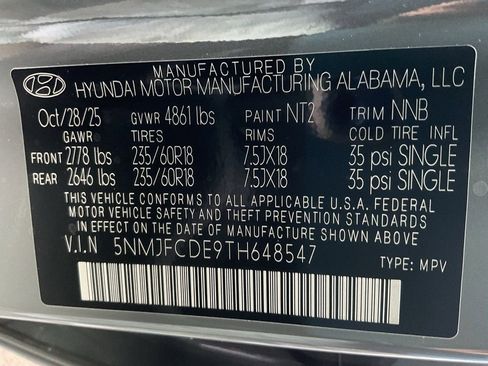 MANUFACTURED BY
HYUNDAI MOTOR MANUFACTURING ALABAMA, LLC
Oct/28/25 GVWR 4861 lbs PAINT NT2 TRIM NNB
GAWR TIRES RIMS COLD TIRE INFL
FRONT 2778 lbs 235/60R18 7.5JX18 35 psi SINGLE
REAR 2646 lbs 235/60R18 7.5JX18 35 psi SINGLE
THIS VEHICLE CONFORMS TO ALL APPLICABLE U.S.A. FEDERAL
MOTOR VEHICLE SAFETY AND THEFT PREVENTION STANDARDS
IN EFFECT ON THE DATE OF MANUFACTURE SHOWN ABOVE.
V.I.N 5NMJFCDE9TH648547
TYPE: MPV